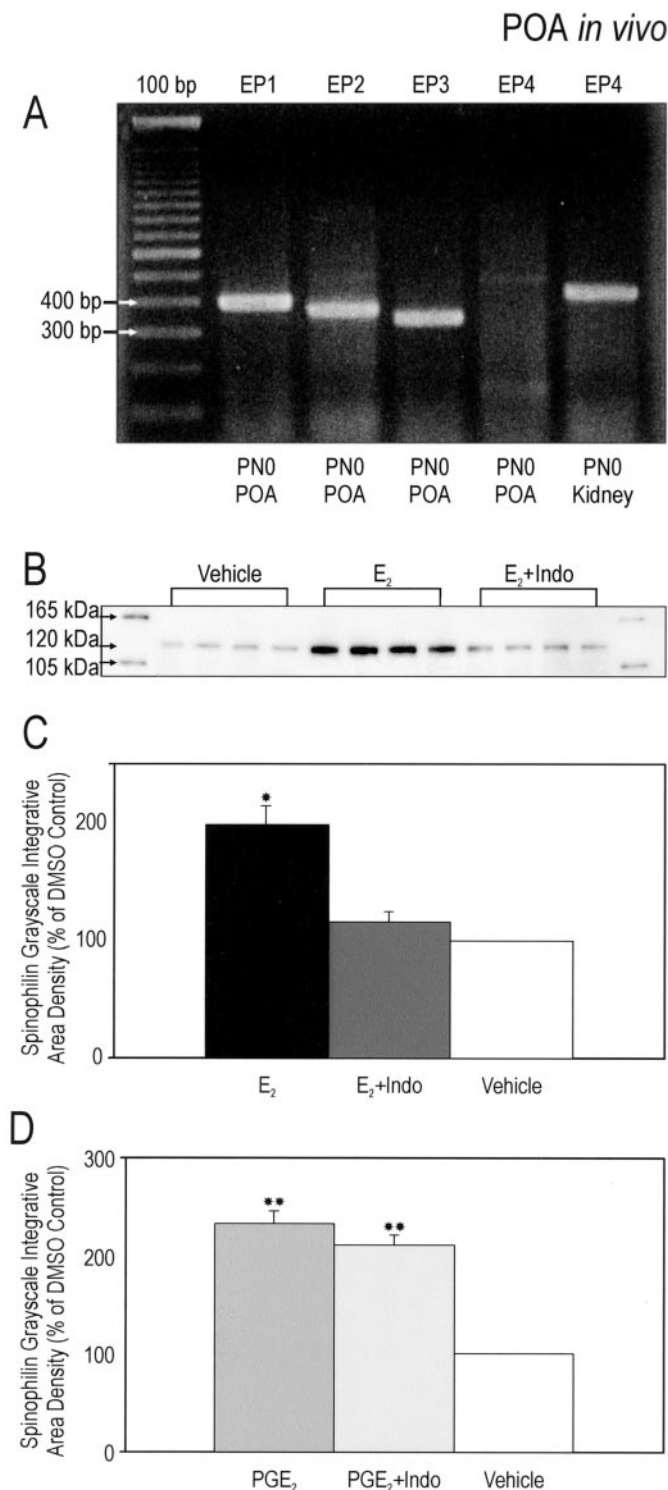 POA in vivo
A
100 bp EP1 EP2 EP3 EP4 EP4
400 bp
300 bp
PN0 PN0 PN0 PN0 PN0
POA POA POA POA Kidney
B
Vehicle E₂ E₂+Indo
165 kDa
120 kDa
105 kDa
C
Spinophilin Grayscale Integrative
Area Density (% of DMSO Control)
200
100
0
*
E₂ E₂+Indo Vehicle
D
Spinophilin Grayscale Integrative
Area Density (% of DMSO Control)
300
200
100
0
** **
PGE₂ PGE₂+Indo Vehicle